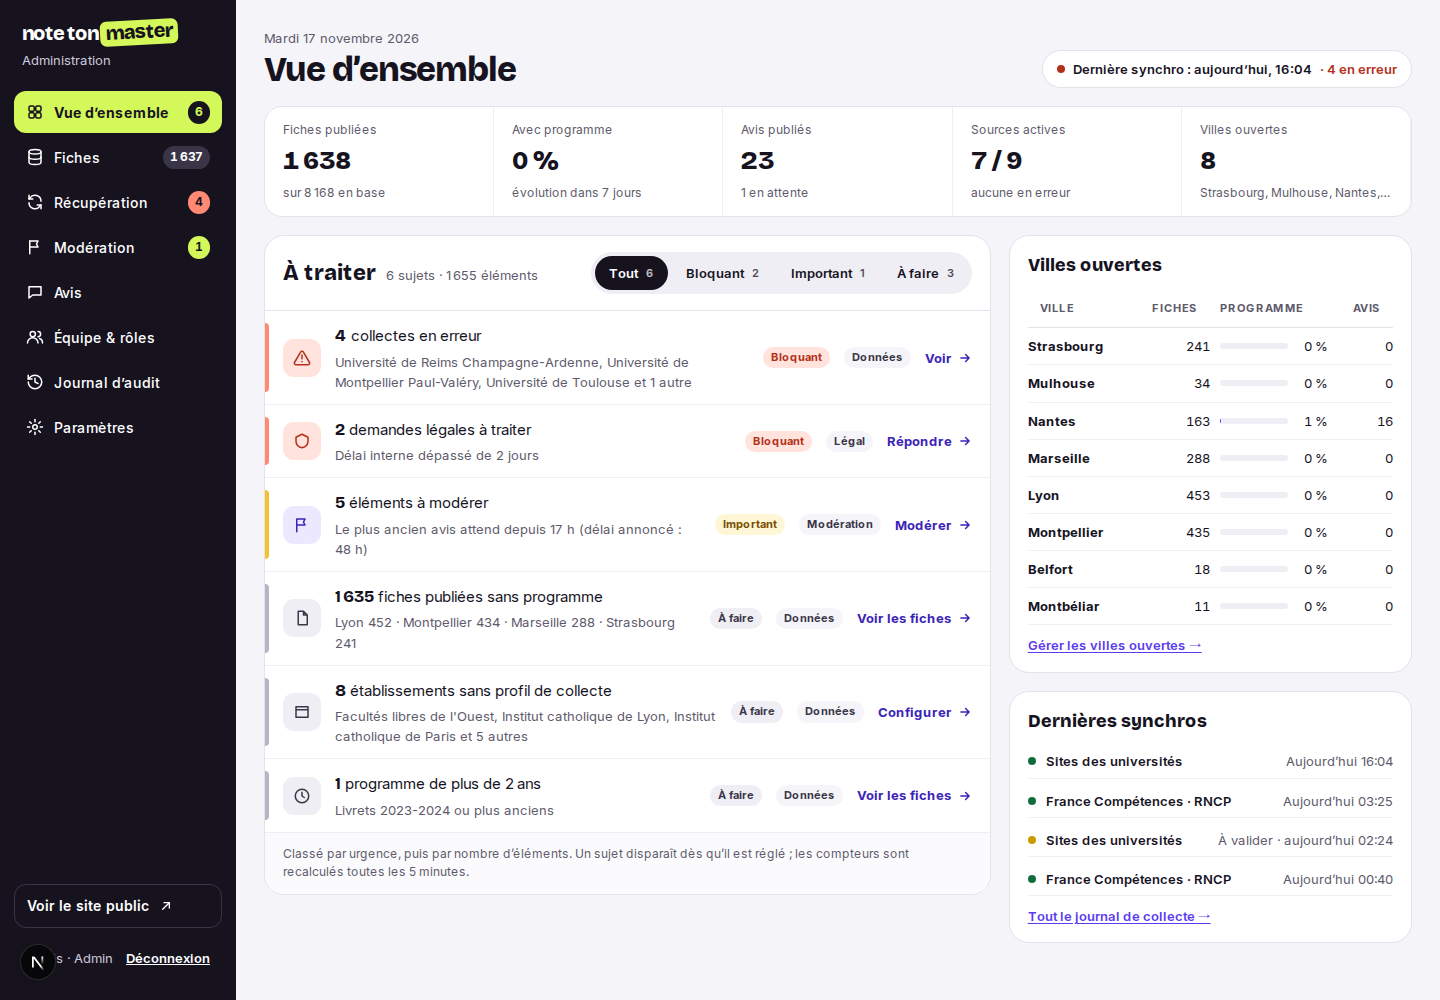 note ton master
Administration
Vue d’ensemble 6
Fiches 1 637
Récupération 4
Modération 1
Avis
Équipe & rôles
Journal d’audit
Paramètres
Voir le site public
s · Admin Déconnexion
Mardi 17 novembre 2026
Vue d’ensemble
Dernière synchro : aujourd’hui, 16:04 · 4 en erreur
Fiches publiées
1 638
sur 8 168 en base
Avec programme
0 %
évolution dans 7 jours
Avis publiés
23
1 en attente
Sources actives
7 / 9
aucune en erreur
Villes ouvertes
8
Strasbourg, Mulhouse, Nantes,…
À traiter 6 sujets · 1 655 éléments
Tout 6 Bloquant 2 Important 1 À faire 3
4 collectes en erreur
Université de Reims Champagne-Ardenne, Université de
Montpellier Paul-Valéry, Université de Toulouse et 1 autre
Bloquant Données Voir →
2 demandes légales à traiter
Délai interne dépassé de 2 jours
Bloquant Légal Répondre →
5 éléments à modérer
Le plus ancien avis attend depuis 17 h (délai annoncé :
48 h)
Important Modération Modérer →
1 635 fiches publiées sans programme
Lyon 452 · Montpellier 434 · Marseille 288 · Strasbourg
241
À faire Données Voir les fiches →
8 établissements sans profil de collecte
Facultés libres de l'Ouest, Institut catholique de Lyon, Institut
catholique de Paris et 5 autres
À faire Données Configurer →
1 programme de plus de 2 ans
Livrets 2023-2024 ou plus anciens
À faire Données Voir les fiches →
Classé par urgence, puis par nombre d’éléments. Un sujet disparaît dès qu’il est réglé ; les compteurs sont
recalculés toutes les 5 minutes.
Villes ouvertes
VILLE FICHES PROGRAMME AVIS
Strasbourg 241 0 % 0
Mulhouse 34 0 % 0
Nantes 163 1 % 16
Marseille 288 0 % 0
Lyon 453 0 % 0
Montpellier 435 0 % 0
Belfort 18 0 % 0
Montbéliar 11 0 % 0
Gérer les villes ouvertes →
Dernières synchros
Sites des universités Aujourd’hui 16:04
France Compétences · RNCP Aujourd’hui 03:25
Sites des universités À valider · aujourd’hui 02:24
France Compétences · RNCP Aujourd’hui 00:40
Tout le journal de collecte →